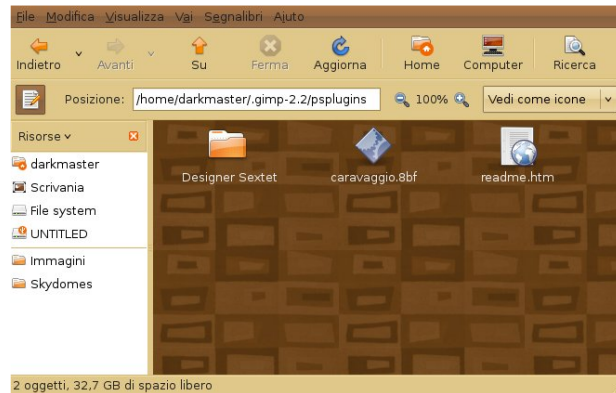 File Modifica Visualizza Vai Segnalibri Aiuto
Indietro Avanti Su Ferma Aggiorna Home Computer Ricerca
Posizione: /home/darkmaster/.gimp-2.2/psplugins 100% Vedi come icone
Risorse
darkmaster
Scrivania
File system
UNTITLED
Immagini
Skydomes
Designer Sextet caravaggio.8bf readme.htm
2 oggetti, 32,7 GB di spazio libero